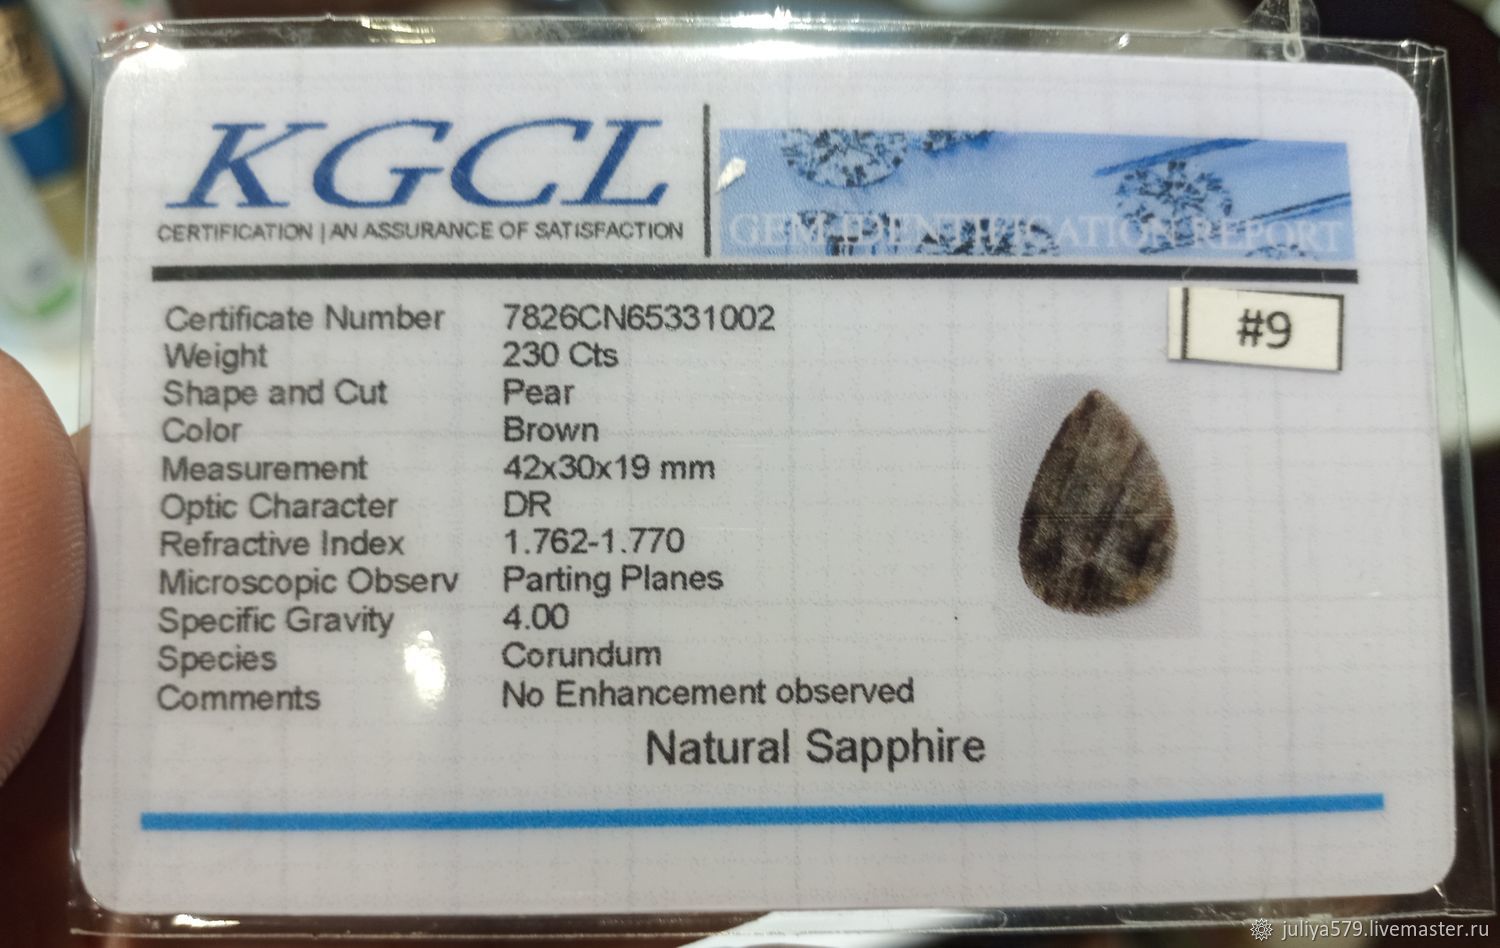 KGCL
CERTIFICATION | AN ASSURANCE OF SATISFACTION
GEM IDENTIFICATION REPORT
#9
Certificate Number 7826CN65331002
Weight 230 Cts
Shape and Cut Pear
Color Brown
Measurement 42x30x19 mm
Optic Character DR
Refractive Index 1.762-1.770
Microscopic Observ Parting Planes
Specific Gravity 4.00
Species Corundum
Comments No Enhancement observed
Natural Sapphire
juliya579.livemaster.ru